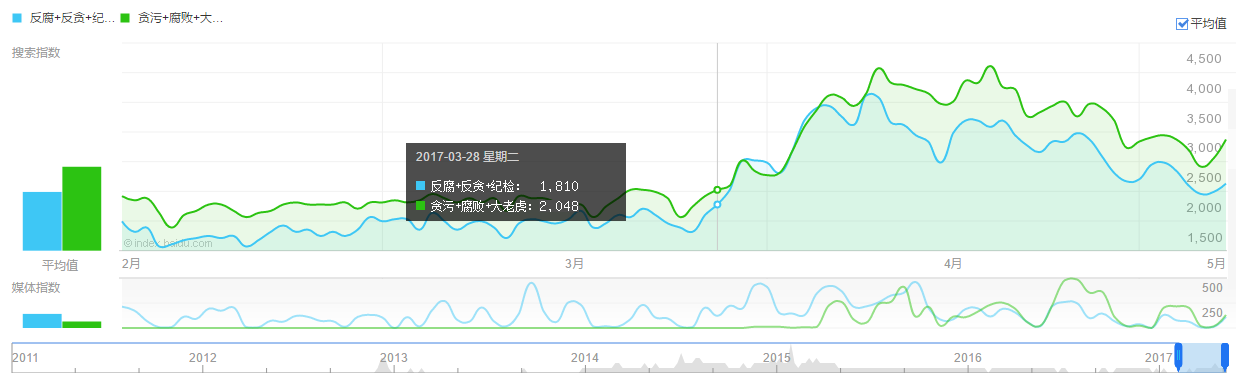 反腐+反贪+纪... 贪污+腐败+大...
平均值
搜索指数
4,500
4,000
3,500
3,000
2,500
2,000
1,500
2017-03-28 星期二
反腐+反贪+纪检： 1,810
贪污+腐败+大老虎： 2,048
©index.baidu.com
平均值
2月 3月 4月 5月
媒体指数
500
250
2011 2012 2013 2014 2015 2016 2017